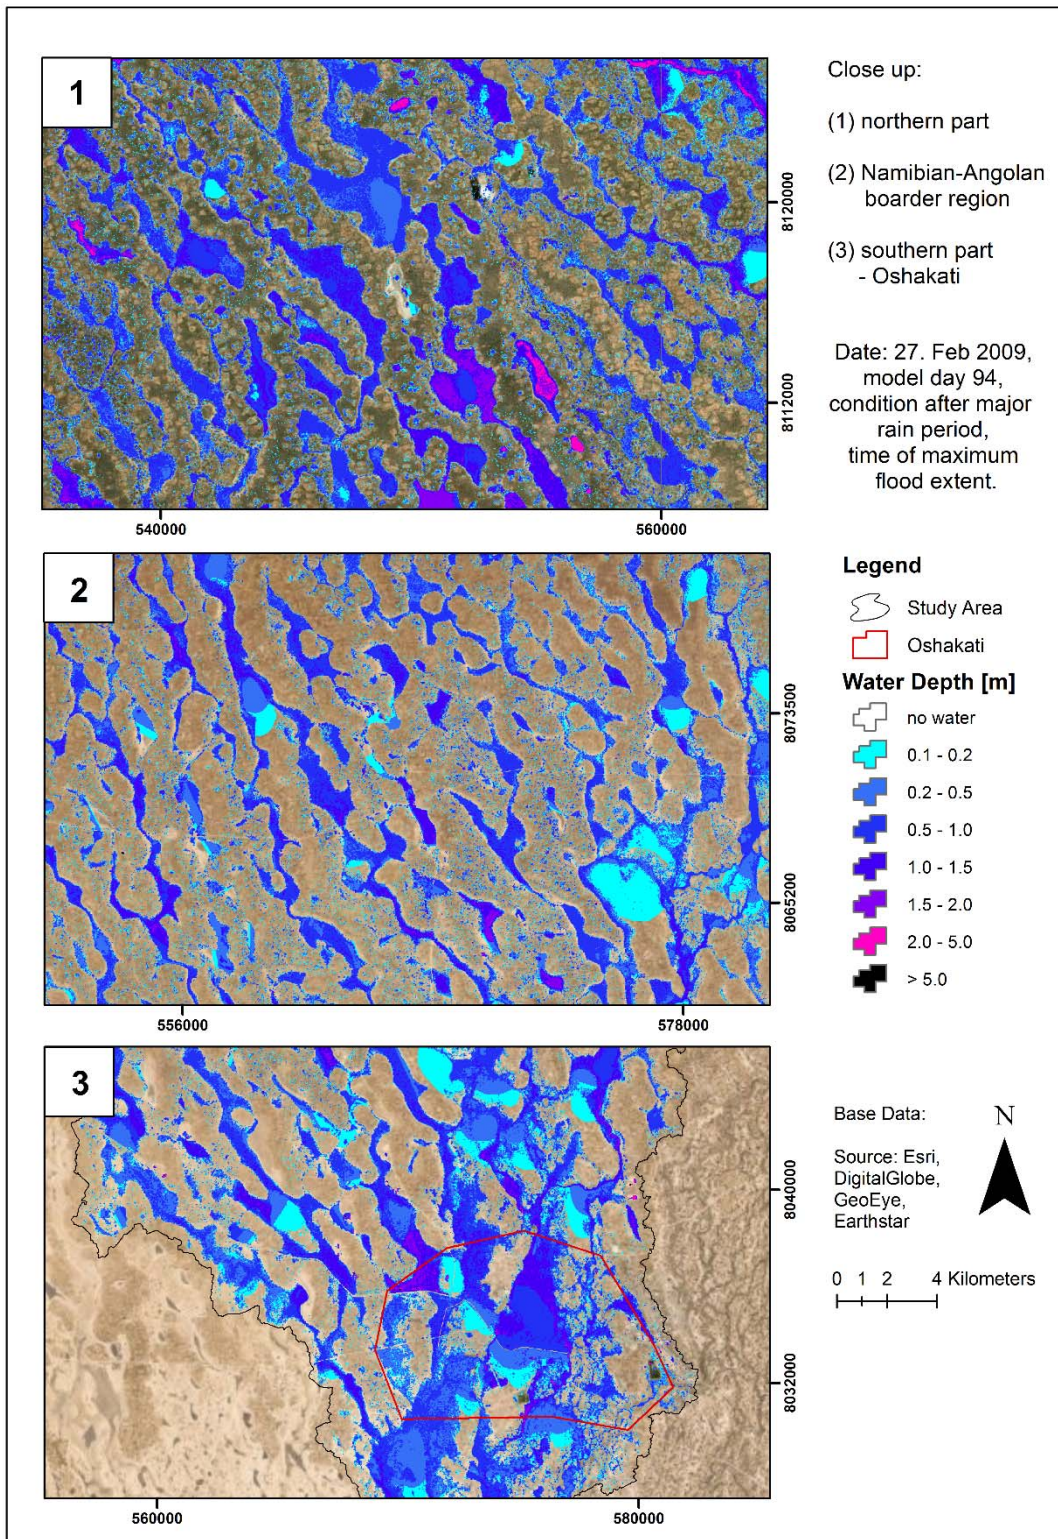 1
8120000
8112000
540000
560000
Close up:
(1) northern part
(2) Namibian-Angolan
boarder region
(3) southern part
- Oshakati
Date: 27. Feb 2009,
model day 94,
condition after major
rain period,
time of maximum
flood extent.
2
8073500
8065200
556000
578000
Legend
Study Area
Oshakati
Water Depth [m]
no water
0.1 - 0.2
0.2 - 0.5
0.5 - 1.0
1.0 - 1.5
1.5 - 2.0
2.0 - 5.0
> 5.0
3
8040000
8032000
560000
580000
Base Data:
Source: Esri,
DigitalGlobe,
GeoEye,
Earthstar
N
0 1 2 4 Kilometers